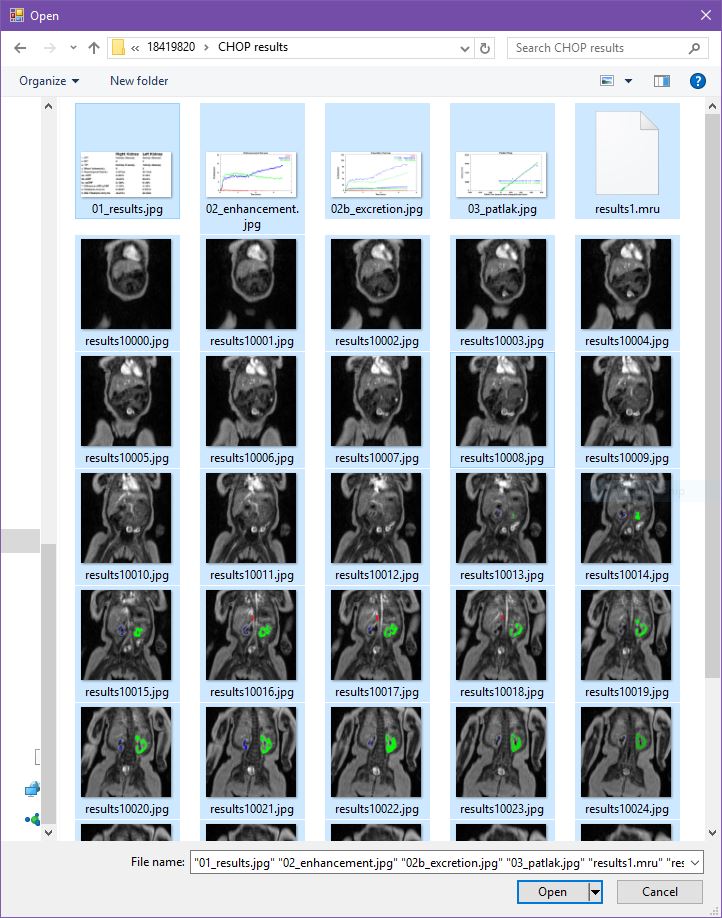 Open
« 18419820 › CHOP results
Search CHOP results
Organize
New folder
Right Kidney Left Kidney
01_results.jpg
02_enhancement.
jpg
02b_excretion.jpg
03_patlak.jpg
results1.mru
results10000.jpg
results10001.jpg
results10002.jpg
results10003.jpg
results10004.jpg
results10005.jpg
results10006.jpg
results10007.jpg
results10008.jpg
results10009.jpg
results10010.jpg
results10011.jpg
results10012.jpg
results10013.jpg
results10014.jpg
results10015.jpg
results10016.jpg
results10017.jpg
results10018.jpg
results10019.jpg
results10020.jpg
results10021.jpg
results10022.jpg
results10023.jpg
results10024.jpg
File name: "01_results.jpg" "02_enhancement.jpg" "02b_excretion.jpg" "03_patlak.jpg" "results1.mru" "res
Open
Cancel